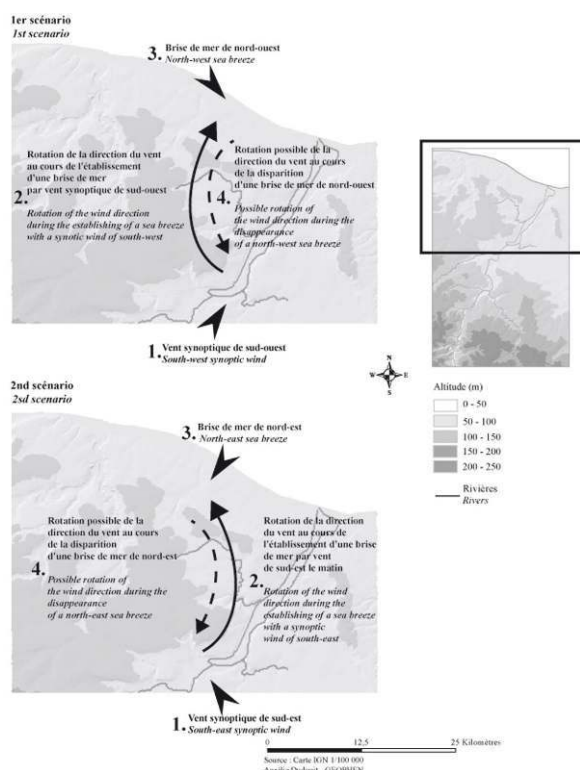 1er scénario
1st scenario
3. Brise de mer de nord-ouest
North-west sea breeze
Rotation de la direction du vent
au cours de l'établissement
d'une brise de mer
2. par vent synoptique de sud-ouest
Rotation of the wind direction
during the establishing of a sea breeze
with a synotic wind of south-west
Rotation possible de la
direction du vent au cours
de la disparition
d'une brise de mer de nord-ouest
4.
Possible rotation of
the wind direction during the
disappearance
of a north-west sea breeze
1. Vent synoptique de sud-ouest
South-west synoptic wind
N
W E
S
Altitude (m)
0 - 50
50 - 100
100 - 150
150 - 200
200 - 250
Rivières
Rivers
2nd scénario
2sd scenario
3. Brise de mer de nord-est
North-east sea breeze
Rotation possible de la
direction du vent au cours
de la disparition
d'une brise de mer de nord-est
4.
Possible rotation of
the wind direction during the
disappearance
of a north-east sea breeze
Rotation de la direction
du vent au cours de
l'établissement d'une brise
de mer par vent
de sud-est le matin
2.
Rotation of the wind
direction during the
establishing of a sea breeze
with a synoptic
wind of south-east
1. Vent synoptique de sud-est
South-east synoptic wind
0 12,5 25 Kilomètres
Source : Carte IGN 1/100 000